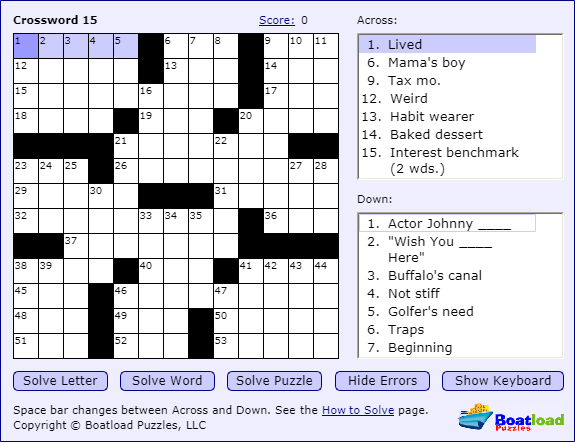 Crossword 15 Score: 0 Across:
1 2 3 4 5 6 7 8 9 10 11
12 13 14
15 16 17
18 19 20
21 22
23 24 25 26 27 28
29 30 31
32 33 34 35 36
37
38 39 40 41 42 43 44
45 46 47
48 49 50
51 52 53
1. Lived
6. Mama's boy
9. Tax mo.
12. Weird
13. Habit wearer
14. Baked dessert
15. Interest benchmark
(2 wds.)
Down:
1. Actor Johnny ____
2. "Wish You ____
Here"
3. Buffalo's canal
4. Not stiff
5. Golfer's need
6. Traps
7. Beginning
Solve Letter Solve Word Solve Puzzle Hide Errors Show Keyboard
Space bar changes between Across and Down. See the How to Solve page.
Copyright © Boatload Puzzles, LLC
Boatload
Puzzles